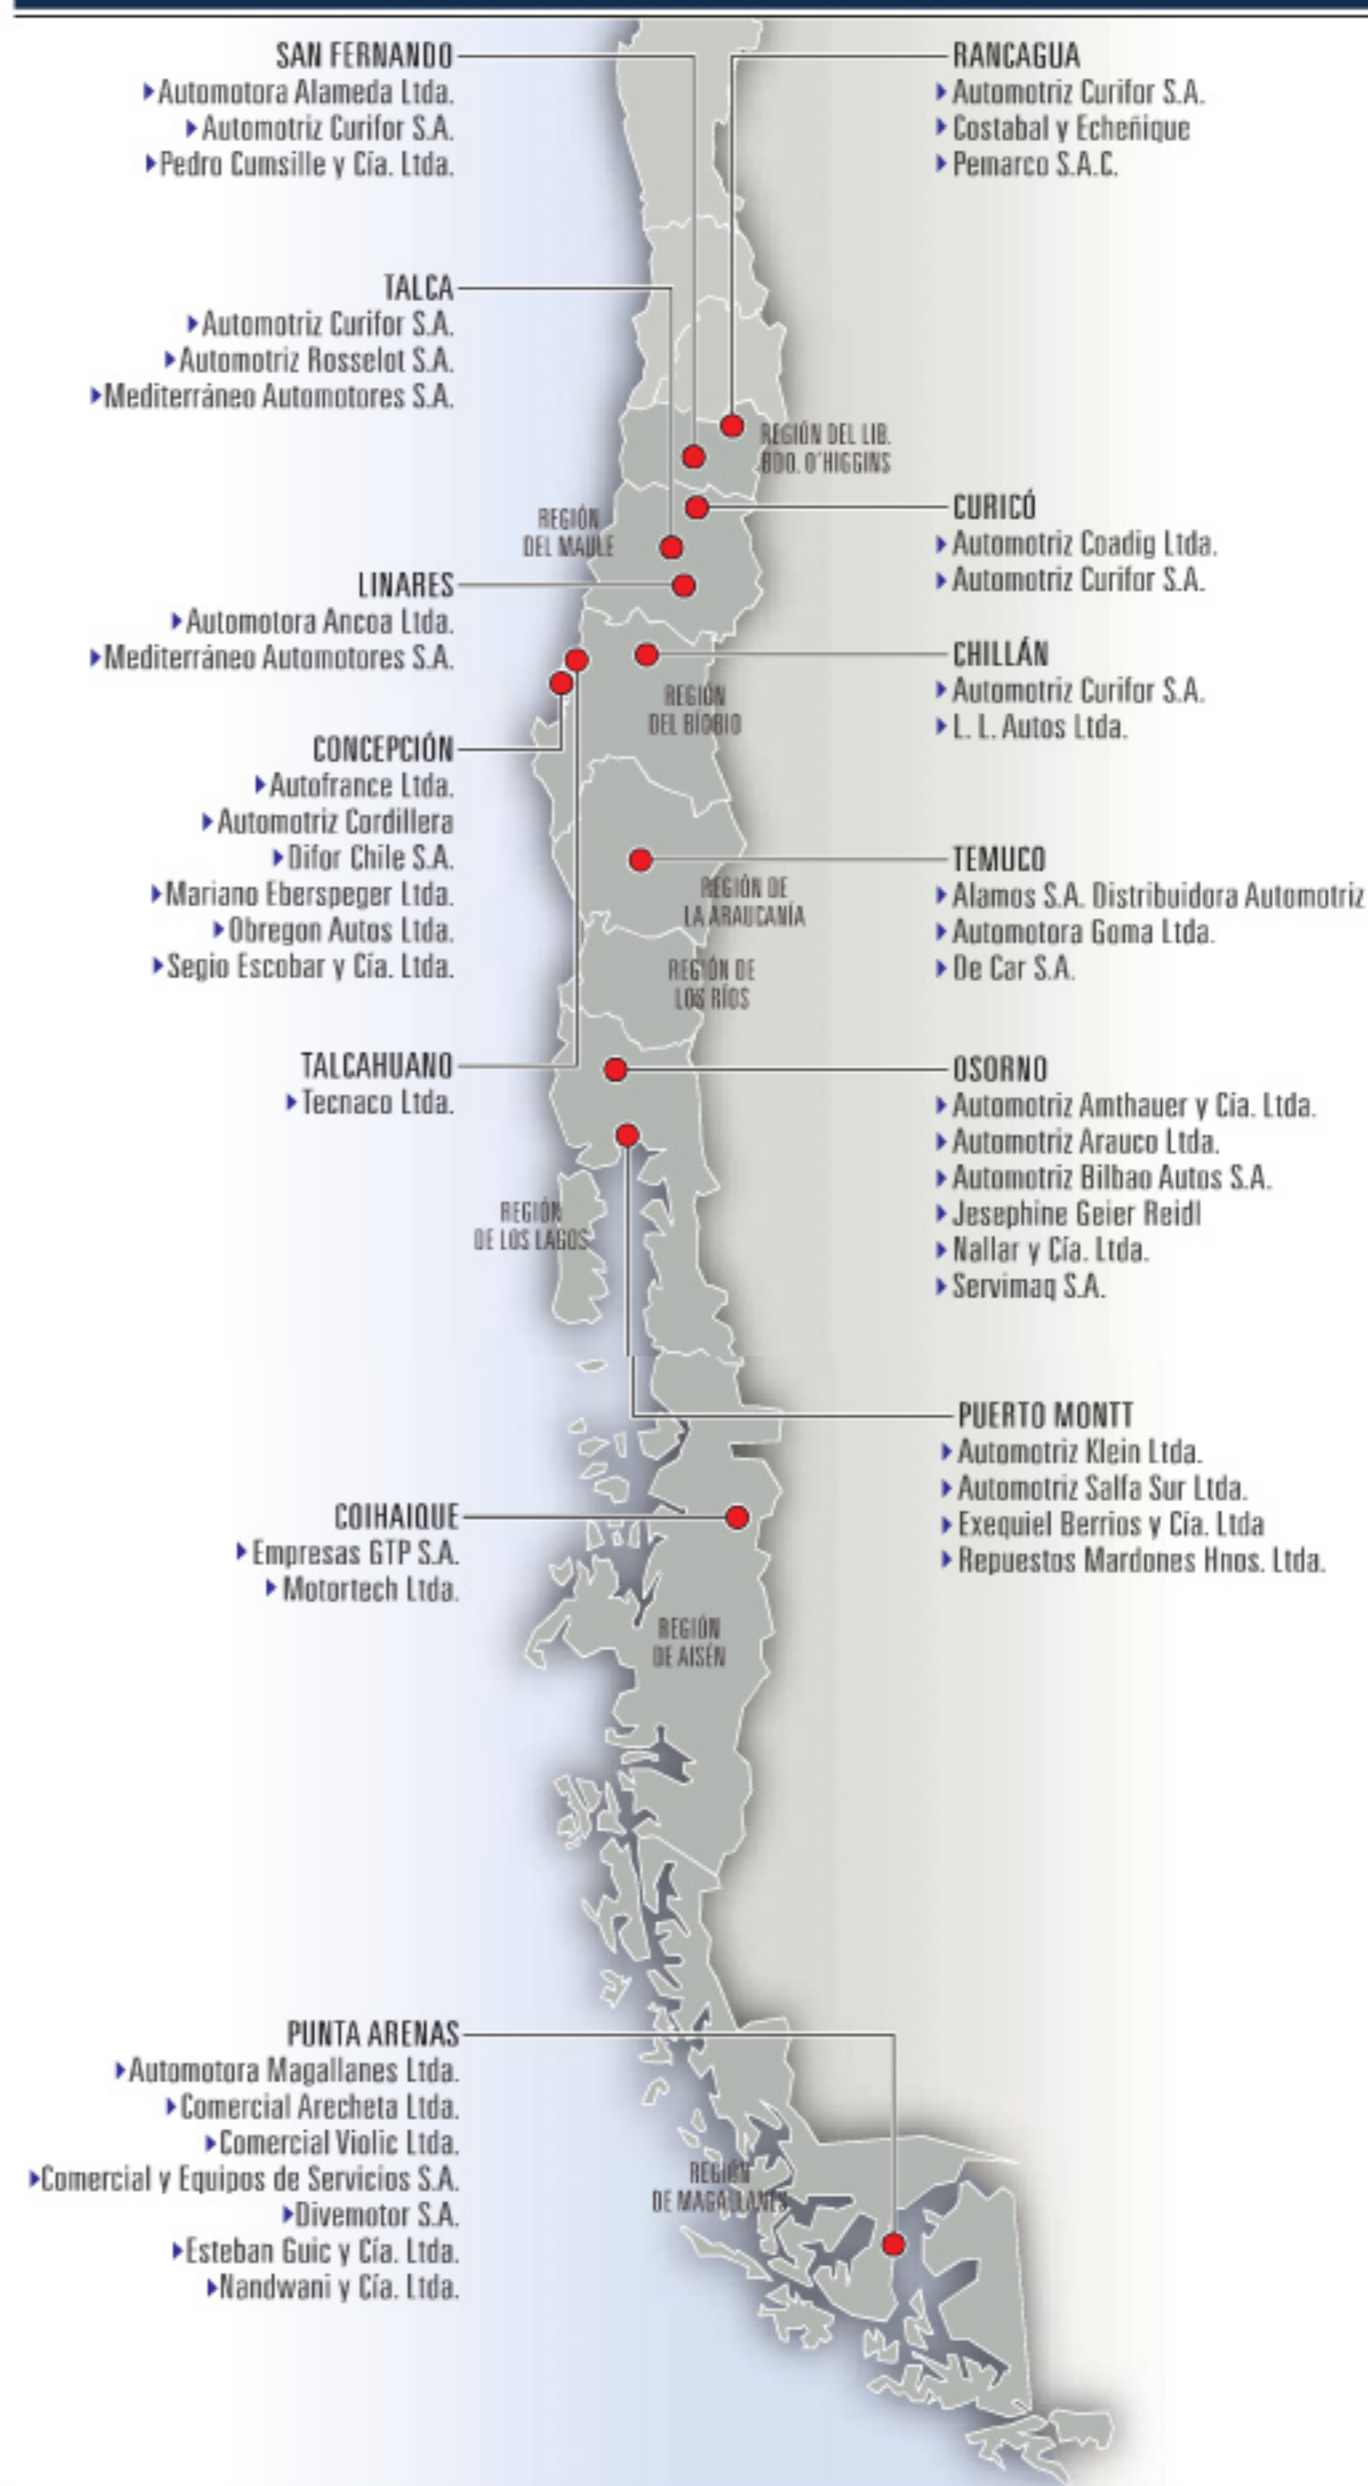 SAN FERNANDO
Automotora Alameda Ltda.
Automotriz Curifor S.A.
Pedro Cumsille y Cía. Ltda.
RANCAGUA
Automotriz Curifor S.A.
Costabal y Echeñique
Pemarco S.A.C.
TALCA
Automotriz Curifor S.A.
Automotriz Rosselot S.A.
Mediterráneo Automotores S.A.
REGIÓN DEL LIB.
BDO. O'HIGGINS
CURICÓ
Automotriz Coadig Ltda.
Automotriz Curifor S.A.
REGIÓN
DEL MAULE
LINARES
Automotora Ancoa Ltda.
Mediterráneo Automotores S.A.
CHILLÁN
Automotriz Curifor S.A.
L. L. Autos Ltda.
REGIÓN
DEL BÍOBIO
CONCEPCIÓN
Autofrance Ltda.
Automotriz Cordillera
Difor Chile S.A.
Mariano Eberspeger Ltda.
Obregon Autos Ltda.
Segio Escobar y Cía. Ltda.
TEMUCO
Alamos S.A. Distribuidora Automotriz
Automotora Goma Ltda.
De Car S.A.
REGIÓN DE
LA ARAUCANÍA
REGIÓN DE
LOS RÍOS
TALCAHUANO
Tecnaco Ltda.
OSORNO
Automotriz Amthauer y Cía. Ltda.
Automotriz Arauco Ltda.
Automotriz Bilbao Autos S.A.
Jesephine Geier Reidl
Nallar y Cía. Ltda.
Servimaq S.A.
REGIÓN
DE LOS LAGOS
PUERTO MONTT
Automotriz Klein Ltda.
Automotriz Salfa Sur Ltda.
Exequiel Berrios y Cía. Ltda
Repuestos Mardones Hnos. Ltda.
COIHAIQUE
Empresas GTP S.A.
Motortech Ltda.
REGIÓN
DE AISÉN
PUNTA ARENAS
Automotora Magallanes Ltda.
Comercial Arecheta Ltda.
Comercial Violic Ltda.
Comercial y Equipos de Servicios S.A.
Divemotor S.A.
Esteban Guic y Cía. Ltda.
Nandwani y Cía. Ltda.
REGIÓN
DE MAGALLANES